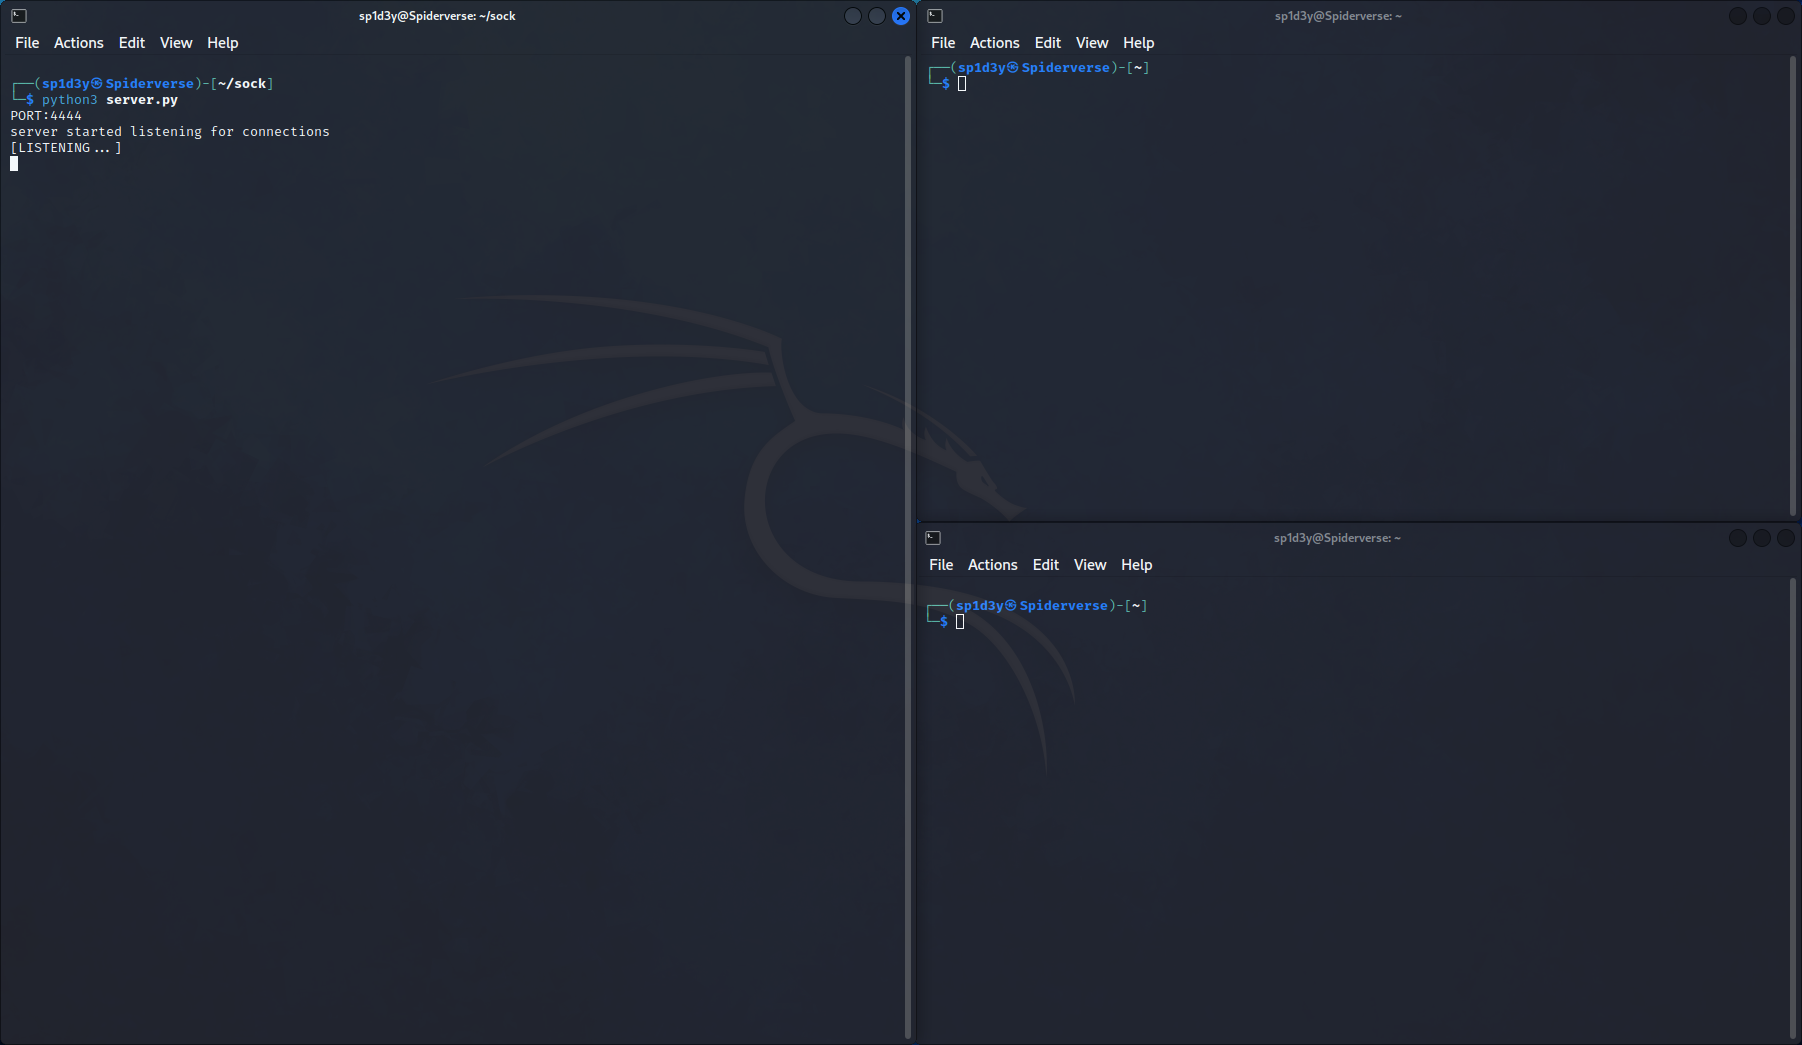 sp1d3y@Spiderverse: ~/sock
File Actions Edit View Help
┌──(sp1d3y㉿Spiderverse)-[~/sock]
└─$ python3 server.py
PORT:4444
server started listening for connections
[LISTENING...]
sp1d3y@Spiderverse: ~
File Actions Edit View Help
┌──(sp1d3y㉿Spiderverse)-[~]
└─$
sp1d3y@Spiderverse: ~
File Actions Edit View Help
┌──(sp1d3y㉿Spiderverse)-[~]
└─$